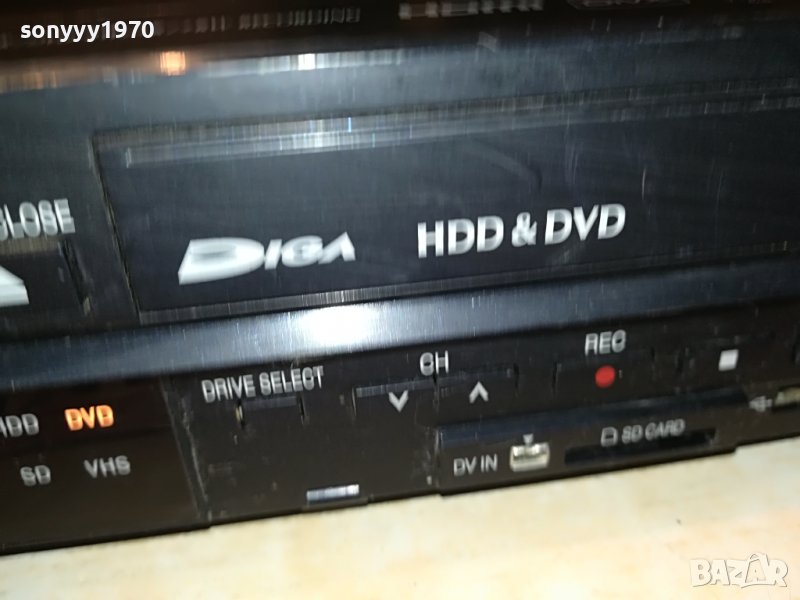 sonyyy1970
CLOSE
DIGA HDD & DVD
CH
REC
DRIVE SELECT
HDD DVD
SD CARD
SD VHS
DV IN
BAZAR